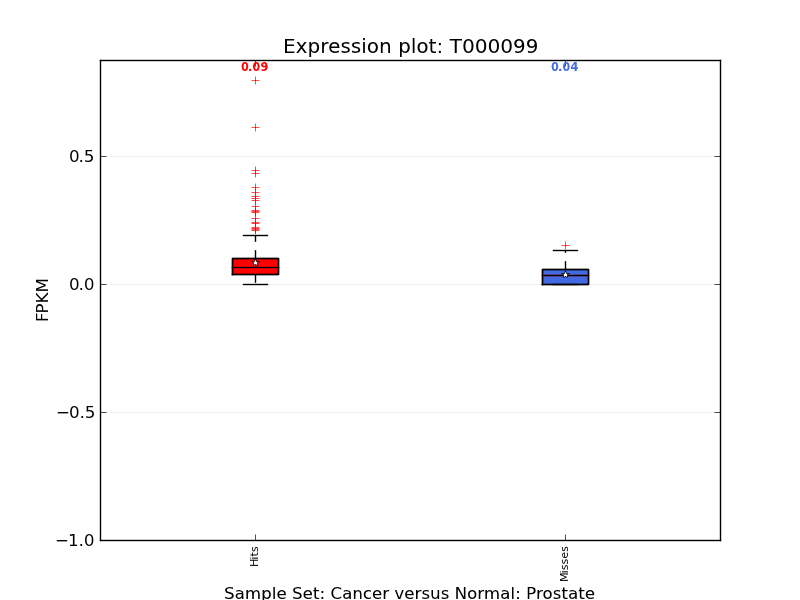 Expression plot: T000099
0.09
0.04
0.5
0.0
−0.5
−1.0
FPKM
Hits
Misses
Sample Set: Cancer versus Normal: Prostate